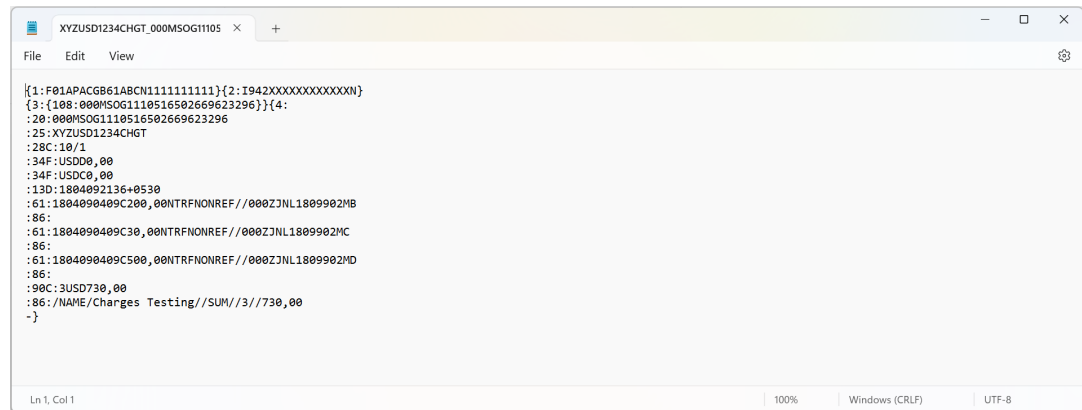 XYZUSD1234CHGT_000MSOG11105
File Edit View
{1:F01APACGB61ABCN1111111111}{2:I942XXXXXXXXXXXXN}
{3:{108:000MSOG1110516502669623296}}{4:
:20:000MSOG1110516502669623296
:25:XYZUSD1234CHGT
:28C:10/1
:34F:USDD0,00
:34F:USDC0,00
:13D:1804092136+0530
:61:1804090409C200,00NTRFNONREF//000ZJNL1809902MB
:86:
:61:1804090409C30,00NTRFNONREF//000ZJNL1809902MC
:86:
:61:1804090409C500,00NTRFNONREF//000ZJNL1809902MD
:86:
:90C:3USD730,00
:86:/NAME/Charges Testing//SUM//3//730,00
-}
Ln 1, Col 1 100% Windows (CRLF) UTF-8